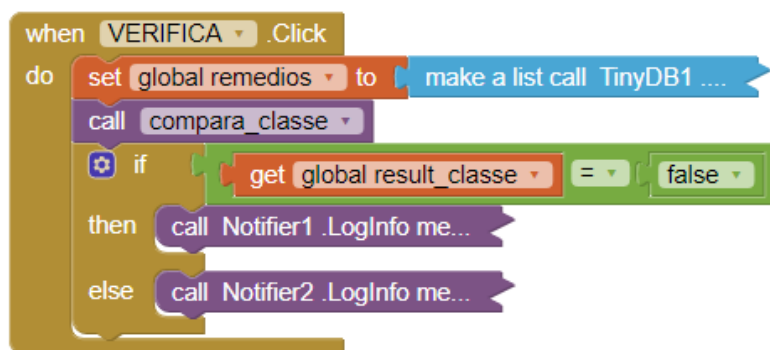 when VERIFICA .Click
do set global remedios to make a list call TinyDB1 ....
call compara_classe
if get global result_classe = false
then call Notifier1 .LogInfo me...
else call Notifier2 .LogInfo me...